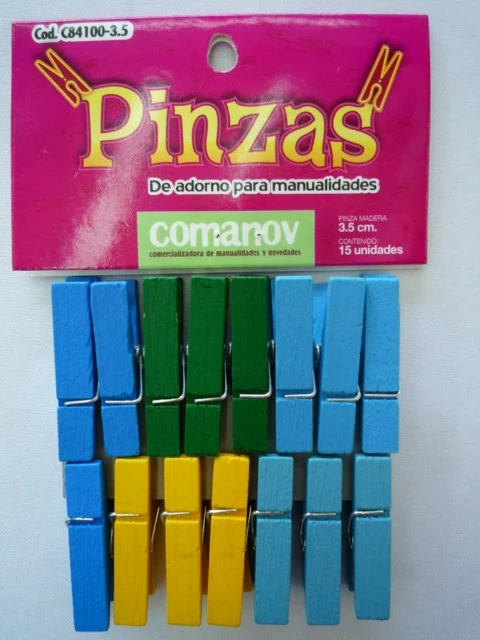 Cod. C84100-3.5
Pinzas
De adorno para manualidades
comanov
comercializadora de manualidades y novedades
PINZA MADERA
3.5 cm.
CONTENIDO:
15 unidades